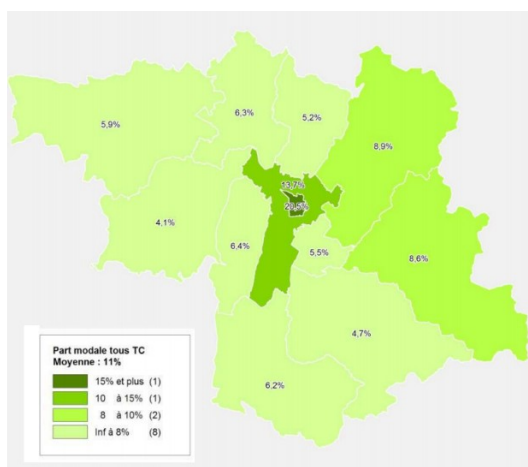 6,3%
5,2%
5,9%
8,9%
13,7%
4,1%
6,4%
5,5%
8,6%
4,7%
6,2%
Part modale tous TC
Moyenne : 11%
15% et plus (1)
10 à 15% (1)
8 à 10% (2)
Inf à 8% (8)